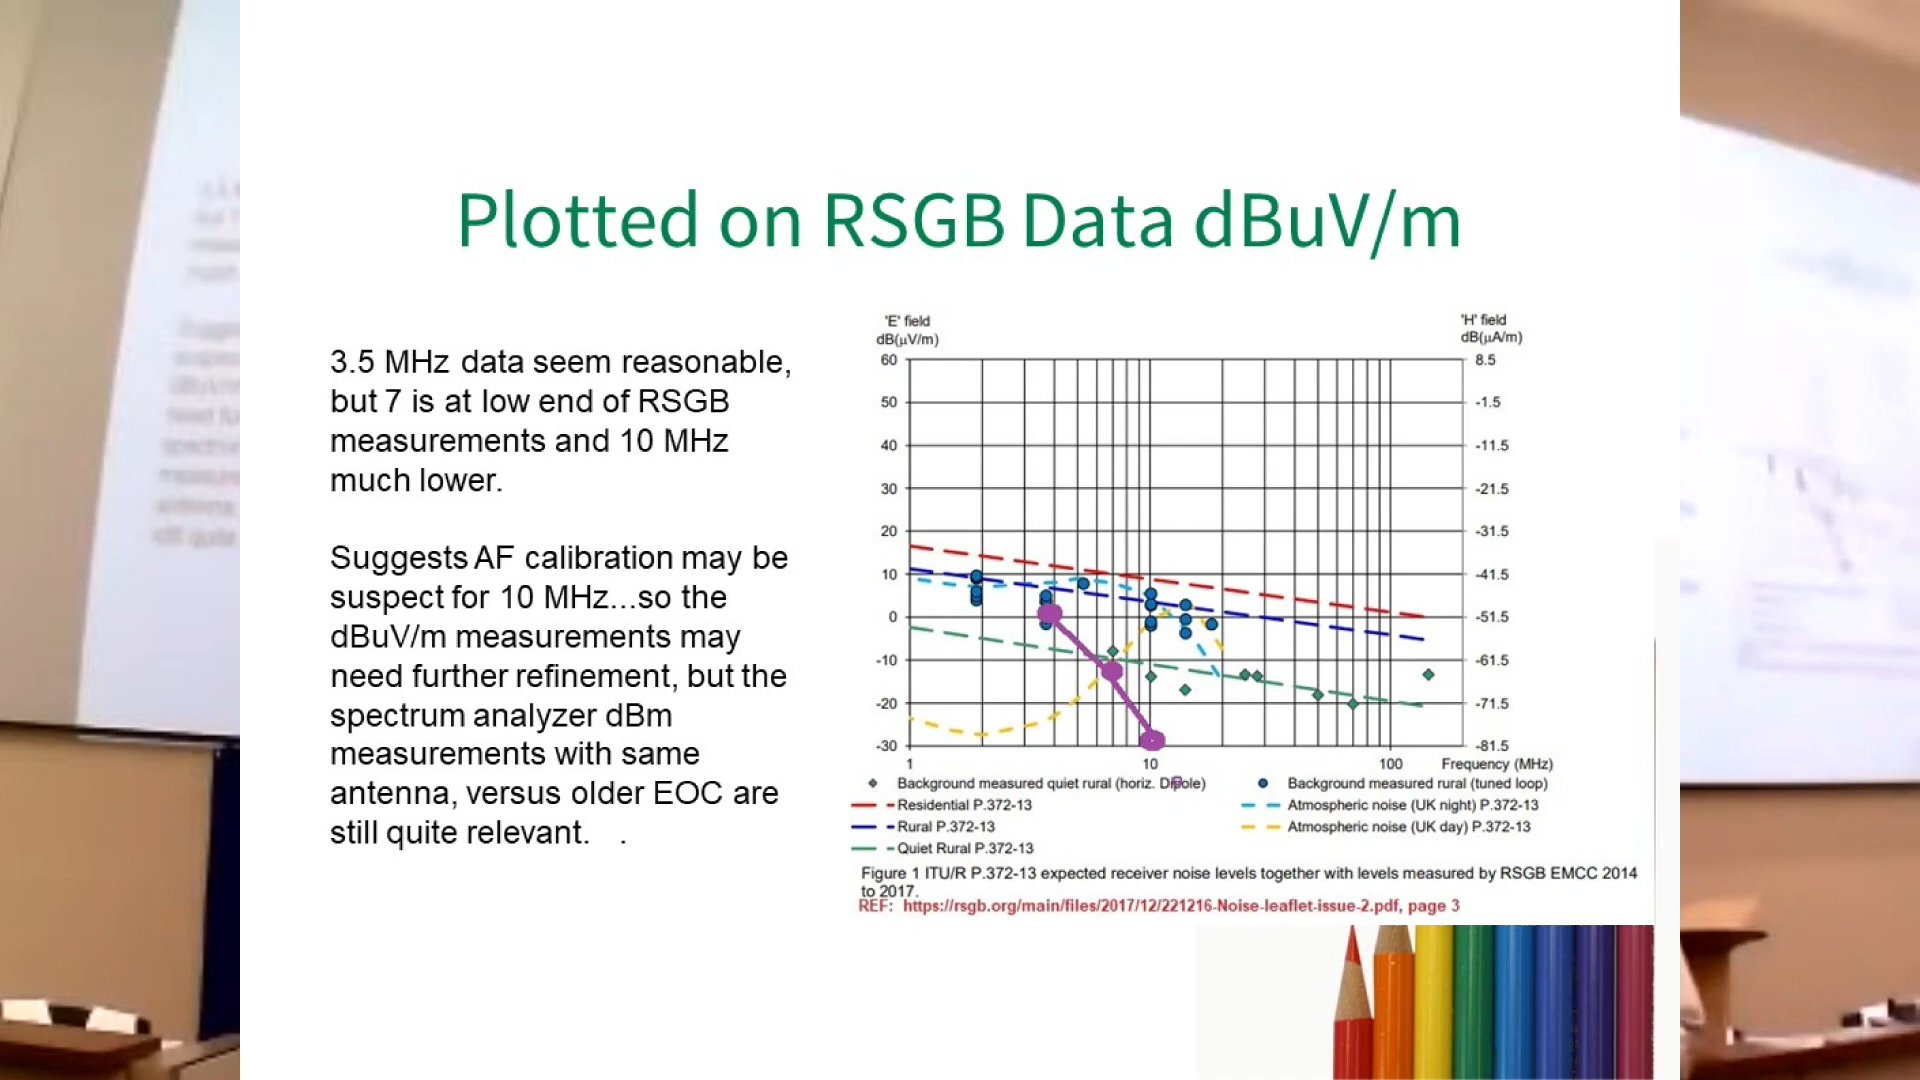 Plotted on RSGB Data dBuV/m
3.5 MHz data seem reasonable,
but 7 is at low end of RSGB
measurements and 10 MHz
much lower.
Suggests AF calibration may be
suspect for 10 MHz...so the
dBuV/m measurements may
need further refinement, but the
spectrum analyzer dBm
measurements with same
antenna, versus older EOC are
still quite relevant. .
'E' field
dB(μV/m)
'H' field
dB(μA/m)
60
50
40
30
20
10
0
-10
-20
-30
8.5
-1.5
-11.5
-21.5
-31.5
-41.5
-51.5
-61.5
-71.5
-81.5
1
10
100
Frequency (MHz)
Background measured quiet rural (horiz. Dipole)
Background measured rural (tuned loop)
Residential P.372-13
Atmospheric noise (UK night) P.372-13
Rural P.372-13
Atmospheric noise (UK day) P.372-13
Quiet Rural P.372-13
Figure 1 ITU/R P.372-13 expected receiver noise levels together with levels measured by RSGB EMCC 2014
to 2017.
REF: https://rsgb.org/main/files/2017/12/221216-Noise-leaflet-issue-2.pdf, page 3